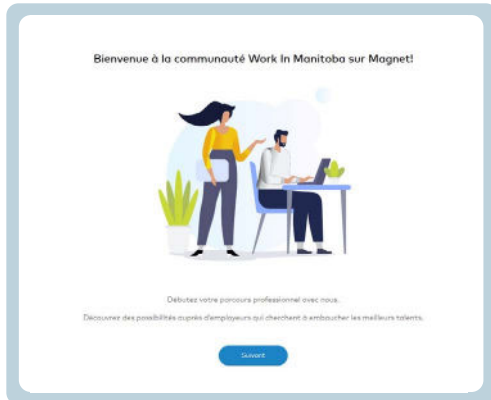 Bienvenue à la communauté Work In Manitoba sur Magnet!
Débutez votre parcours professionnel avec nous.
Découvrez des possibilités auprès d'employeurs qui cherchent à embaucher les meilleurs talents.
Suivant